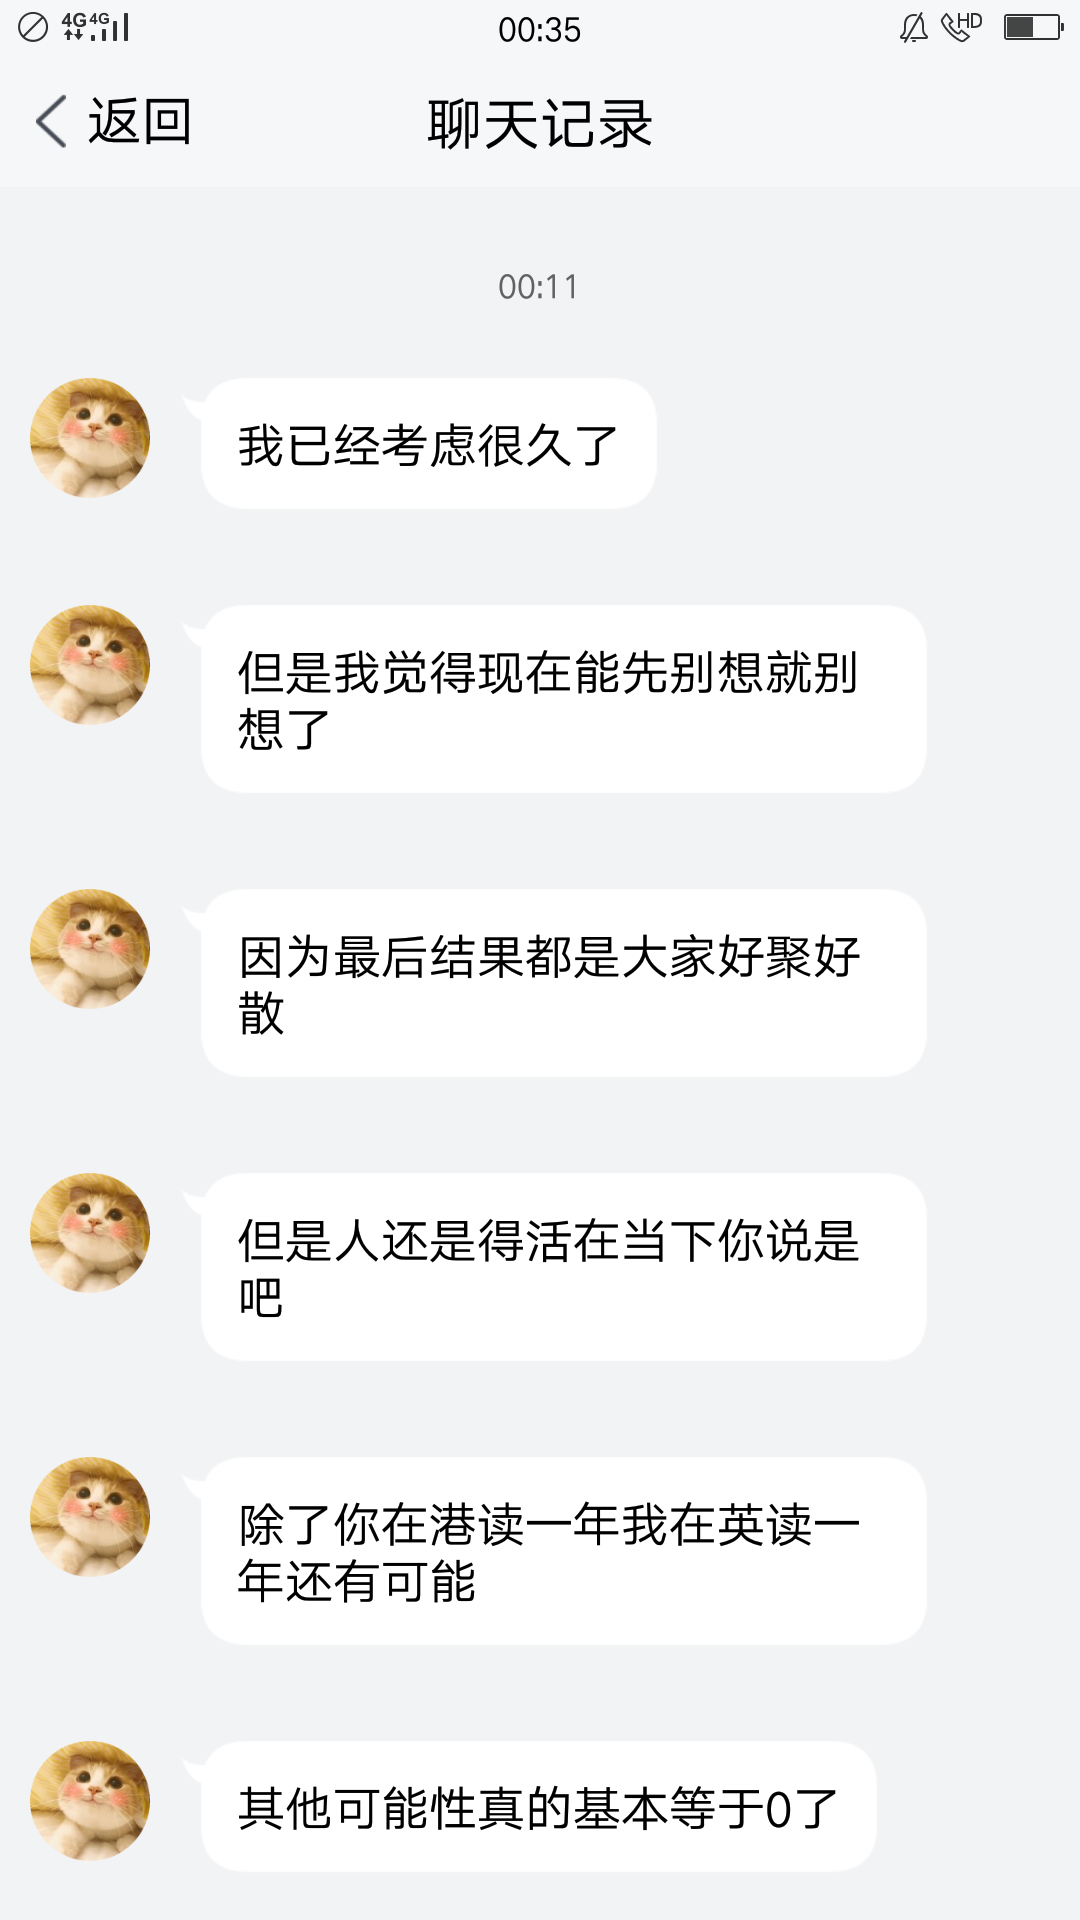 4G 4G 00:35 HD
返回 聊天记录
00:11
我已经考虑很久了
但是我觉得现在能先别想就别
想了
因为最后结果都是大家好聚好
散
但是人还是得活在当下你说是
吧
除了你在港读一年我在英读一
年还有可能
其他可能性真的基本等于0了